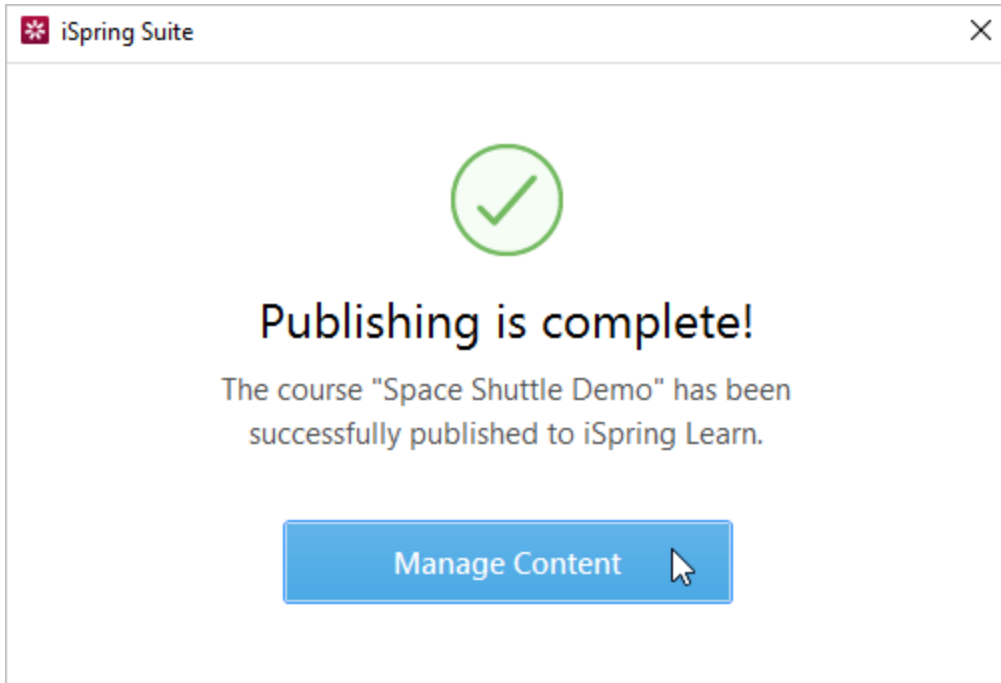 iSpring Suite
Publishing is complete!
The course "Space Shuttle Demo" has been
successfully published to iSpring Learn.
Manage Content